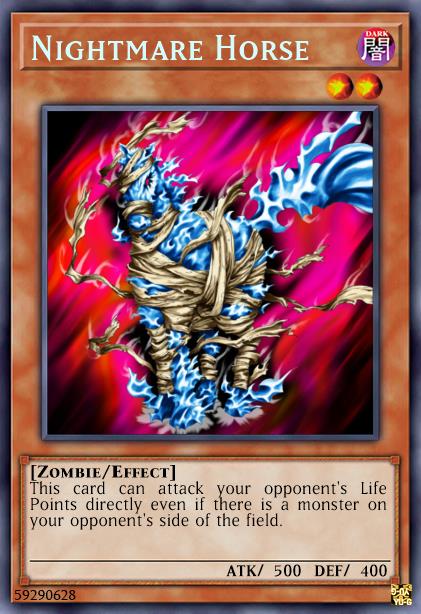 Nightmare Horse
DARK
闇
[Zombie/Effect]
This card can attack your opponent's Life
Points directly even if there is a monster on
your opponent's side of the field.
ATK/ 500 DEF/ 400
59290628